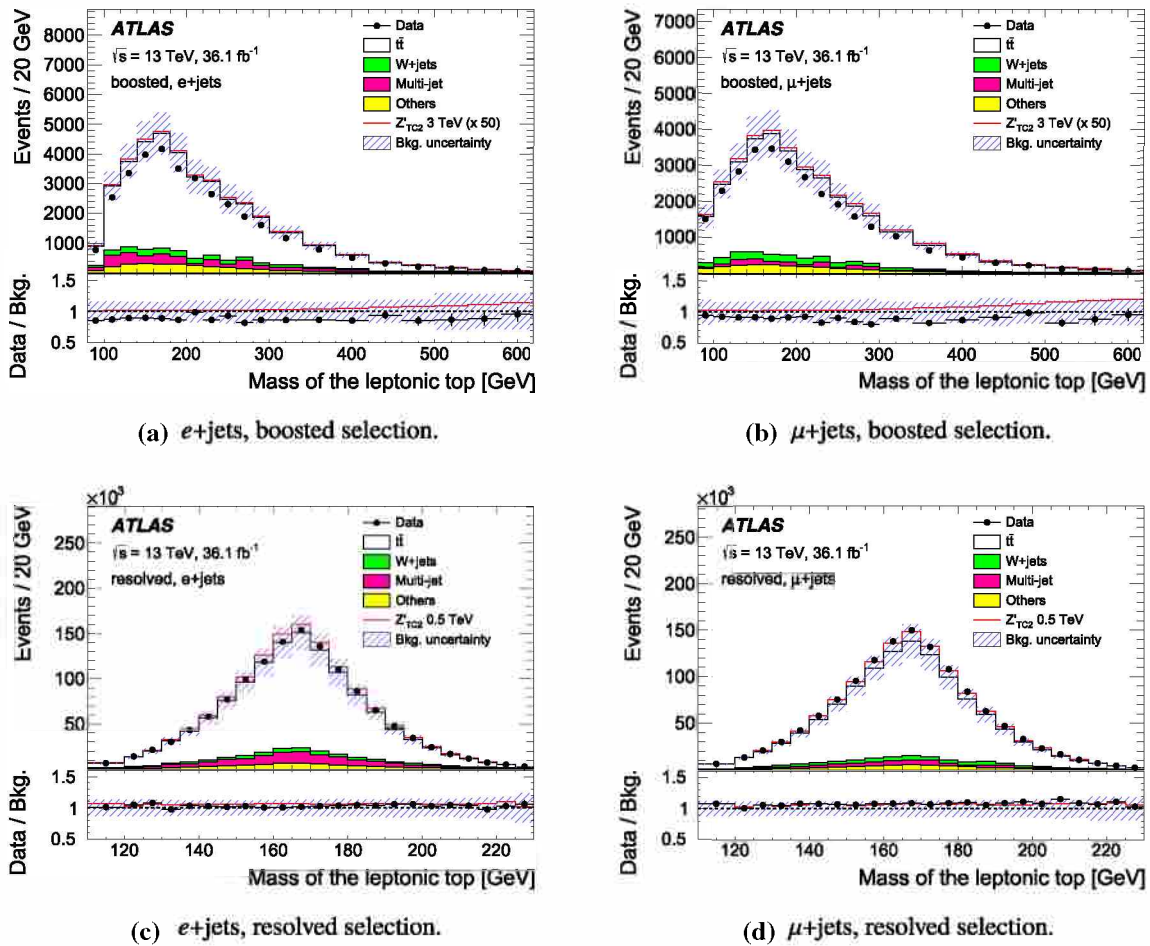 ATLAS
√s = 13 TeV, 36.1 fb⁻¹
boosted, e+jets
Data
tt̄
W+jets
Multi-jet
Others
Z'TC2 3 TeV (x 50)
Bkg. uncertainty
Events / 20 GeV
8000
7000
6000
5000
4000
3000
2000
1000
Data / Bkg.
1.5
1
0.5
100 200 300 400 500 600
Mass of the leptonic top [GeV]
(a) e+jets, boosted selection.
ATLAS
√s = 13 TeV, 36.1 fb⁻¹
boosted, μ+jets
Data
tt̄
W+jets
Multi-jet
Others
Z'TC2 3 TeV (x 50)
Bkg. uncertainty
Events / 20 GeV
7000
6000
5000
4000
3000
2000
1000
Data / Bkg.
1.5
1
0.5
100 200 300 400 500 600
Mass of the leptonic top [GeV]
(b) μ+jets, boosted selection.
×10³
ATLAS
√s = 13 TeV, 36.1 fb⁻¹
resolved, e+jets
Data
tt̄
W+jets
Multi-jet
Others
Z'TC2 0.5 TeV
Bkg. uncertainty
Events / 20 GeV
250
200
150
100
50
Data / Bkg.
1.5
1
0.5
120 140 160 180 200 220
Mass of the leptonic top [GeV]
(c) e+jets, resolved selection.
×10³
ATLAS
√s = 13 TeV, 36.1 fb⁻¹
resolved, μ+jets
Data
tt̄
W+jets
Multi-jet
Others
Z'TC2 0.5 TeV
Bkg. uncertainty
Events / 20 GeV
250
200
150
100
50
Data / Bkg.
1.5
1
0.5
120 140 160 180 200 220
Mass of the leptonic top [GeV]
(d) μ+jets, resolved selection.